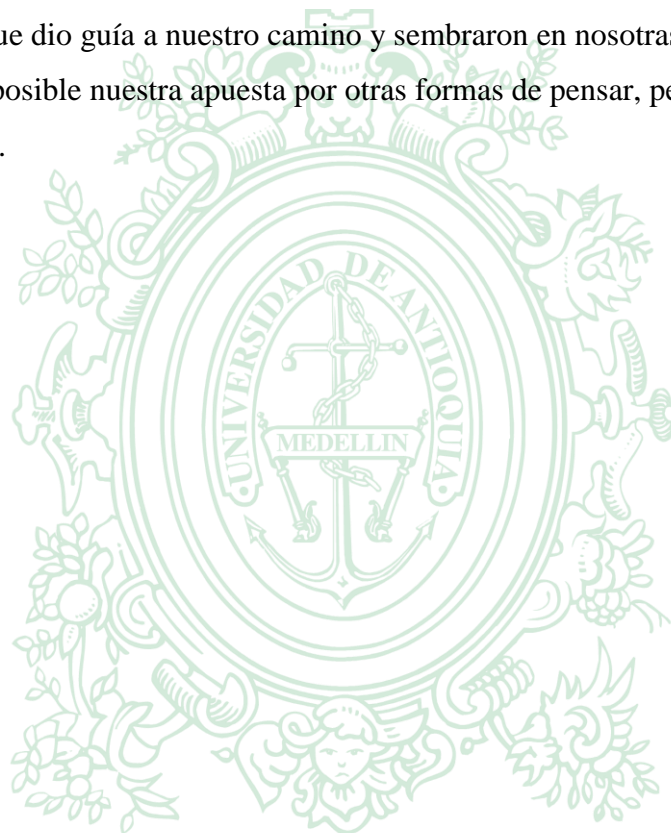 ue dio guía a nuestro camino y sembraron en nosotras
posible nuestra apuesta por otras formas de pensar, pe
.
UNIVERSIDAD DE ANTIOQUIA
MEDELLIN